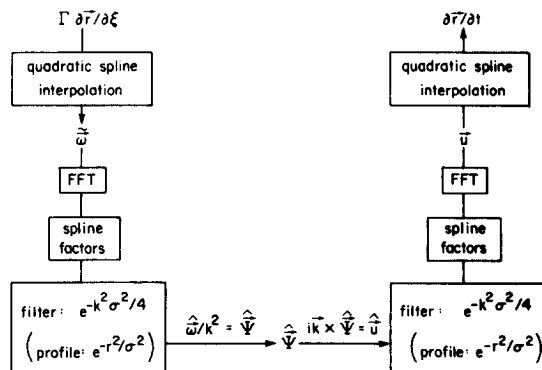 Γ ∂r⃗/∂ξ
quadratic spline
interpolation
ω̃⃗
FFT
spline
factors
filter: e^{-k²σ²/4}
(profile: e^{-r²/σ²})
ω̂⃗/k² = Ψ̂⃗
Ψ̂⃗
ik⃗ × Ψ̂⃗ = û⃗
∂r⃗/∂t
quadratic spline
interpolation
u⃗
FFT
spline
factors
filter: e^{-k²σ²/4}
(profile: e^{-r²/σ²})